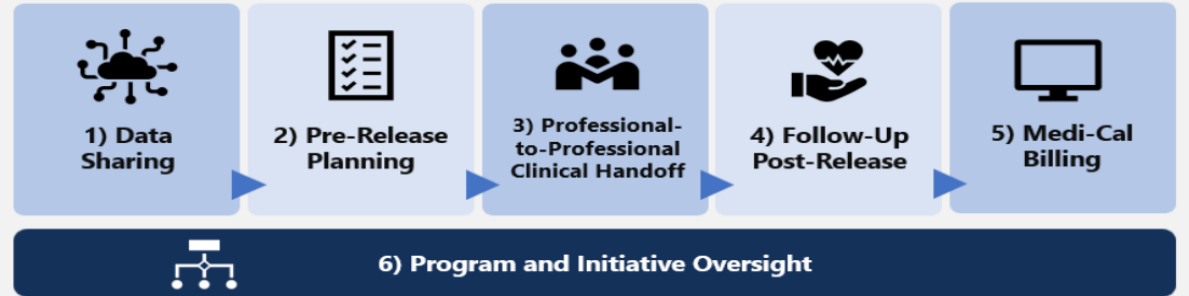 1) Data
Sharing
2) Pre-Release
Planning
3) Professional-
to-Professional
Clinical Handoff
4) Follow-Up
Post-Release
5) Medi-Cal
Billing
6) Program and Initiative Oversight